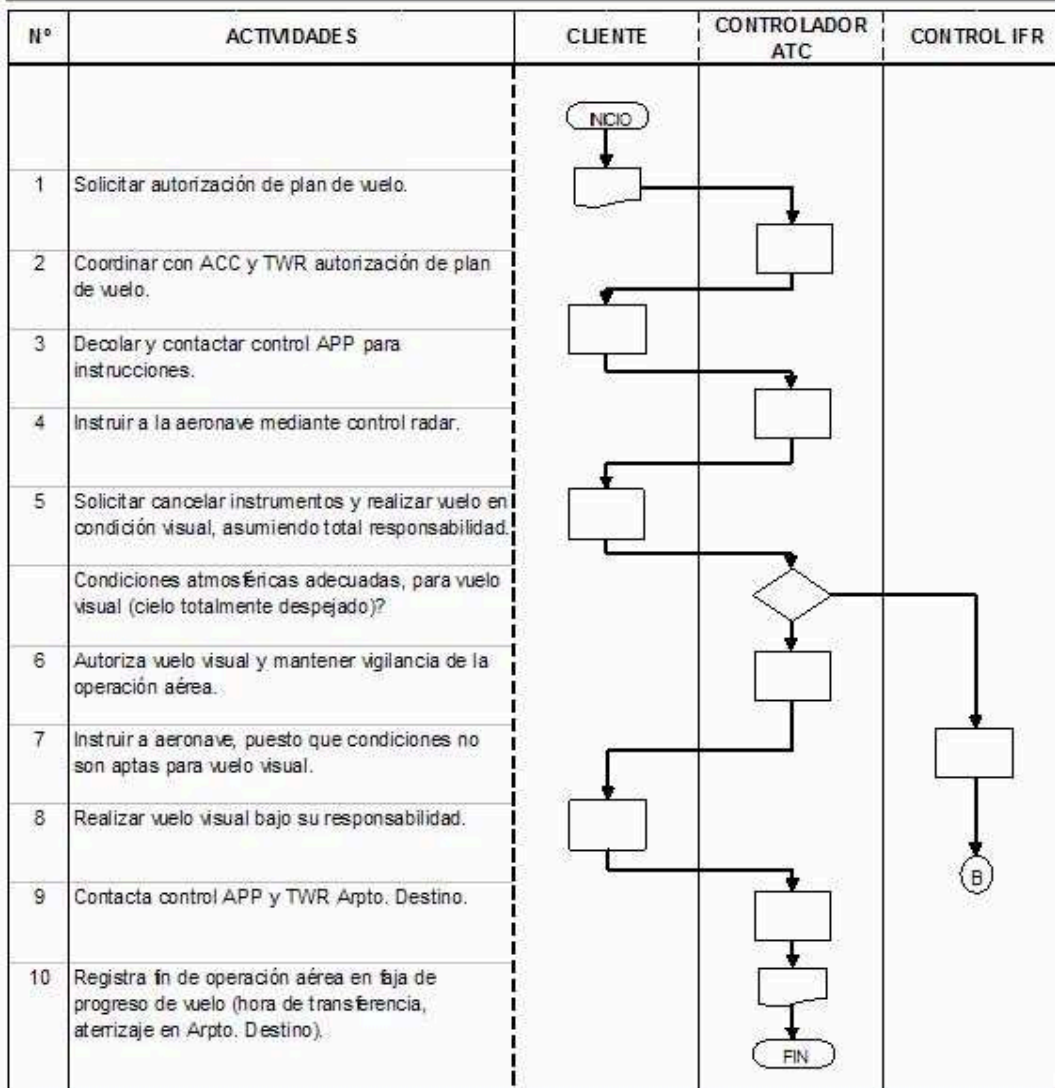 Nº ACTIVIDADES CLIENTE CONTROLADOR ATC CONTROL IFR
INICIO
1 Solicitar autorización de plan de vuelo.
2 Coordinar con ACC y TWR autorización de plan
de vuelo.
3 Decolar y contactar control APP para
instrucciones.
4 Instruir a la aeronave mediante control radar.
5 Solicitar cancelar instrumentos y realizar vuelo en
condición visual, asumiendo total responsabilidad.
Condiciones atmosféricas adecuadas, para vuelo
visual (cielo totalmente despejado)?
6 Autoriza vuelo visual y mantener vigilancia de la
operación aérea.
7 Instruir a aeronave, puesto que condiciones no
son aptas para vuelo visual.
8 Realizar vuelo visual bajo su responsabilidad.
B
9 Contacta control APP y TWR Arpto. Destino.
10 Registra fin de operación aérea en faja de
progreso de vuelo (hora de transferencia,
aterrizaje en Arpto. Destino).
FIN